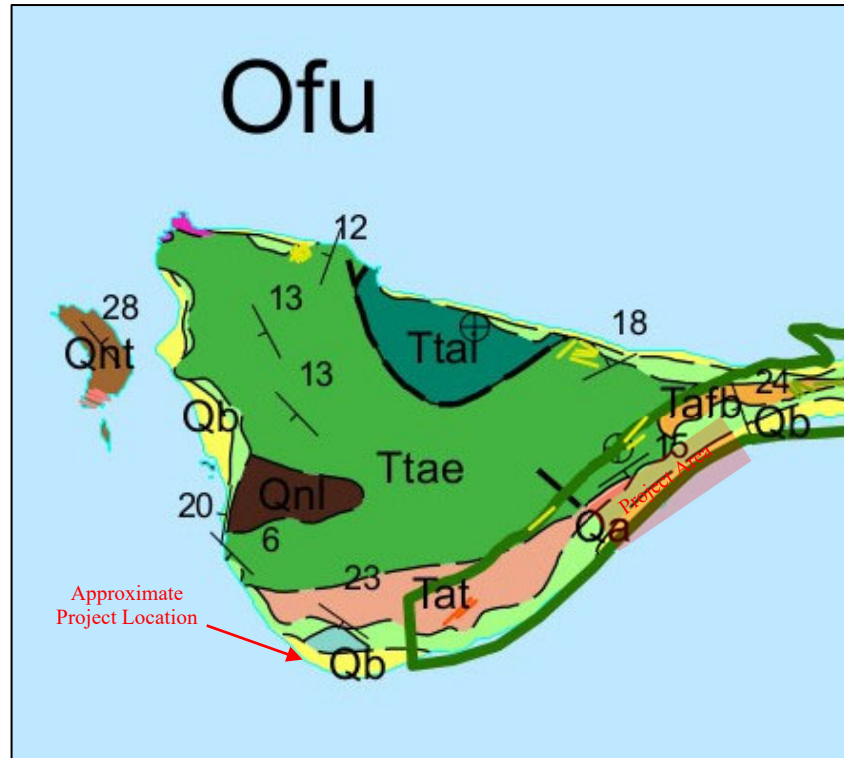 Ofu
12
13
28
Qht
18
Ttal
13
24
Tafb
Qb
Qb
15
Ttae
Project Area
Qnl
20
6
Qa
23
Approximate
Project Location
Tat
Qb